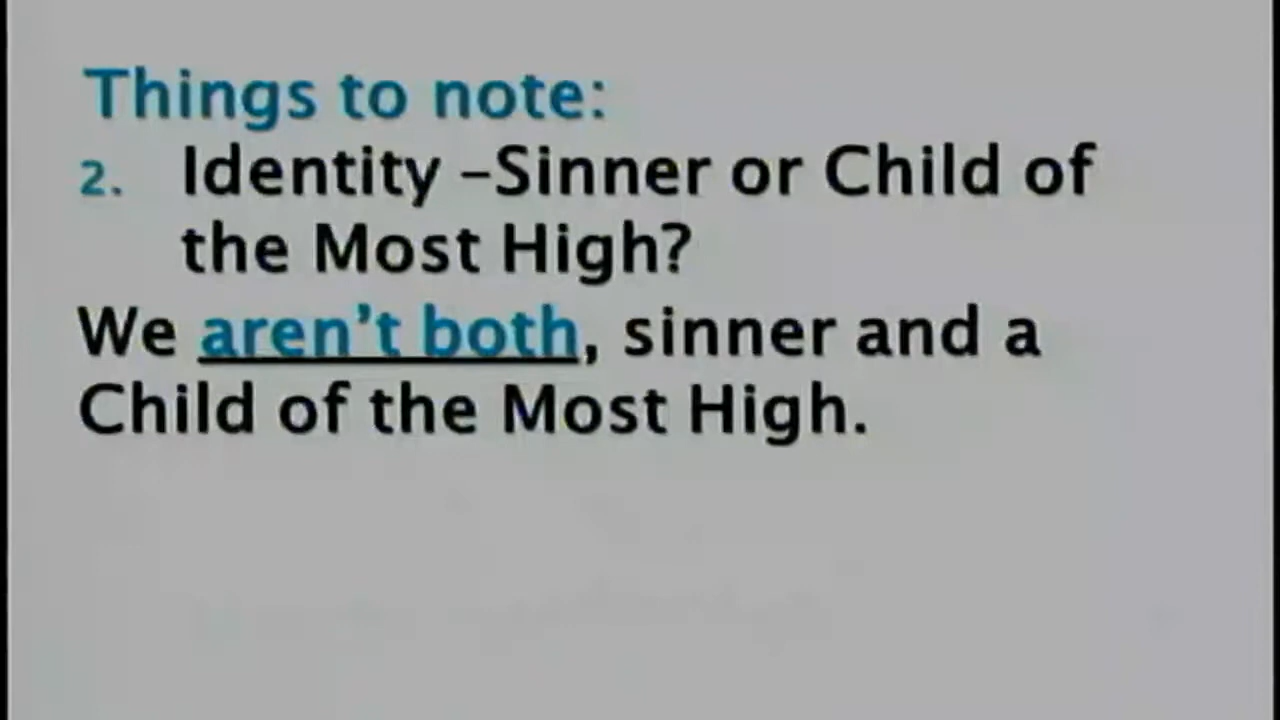 Things to note:
2. Identity –Sinner or Child of
the Most High?
We aren't both, sinner and a
Child of the Most High.